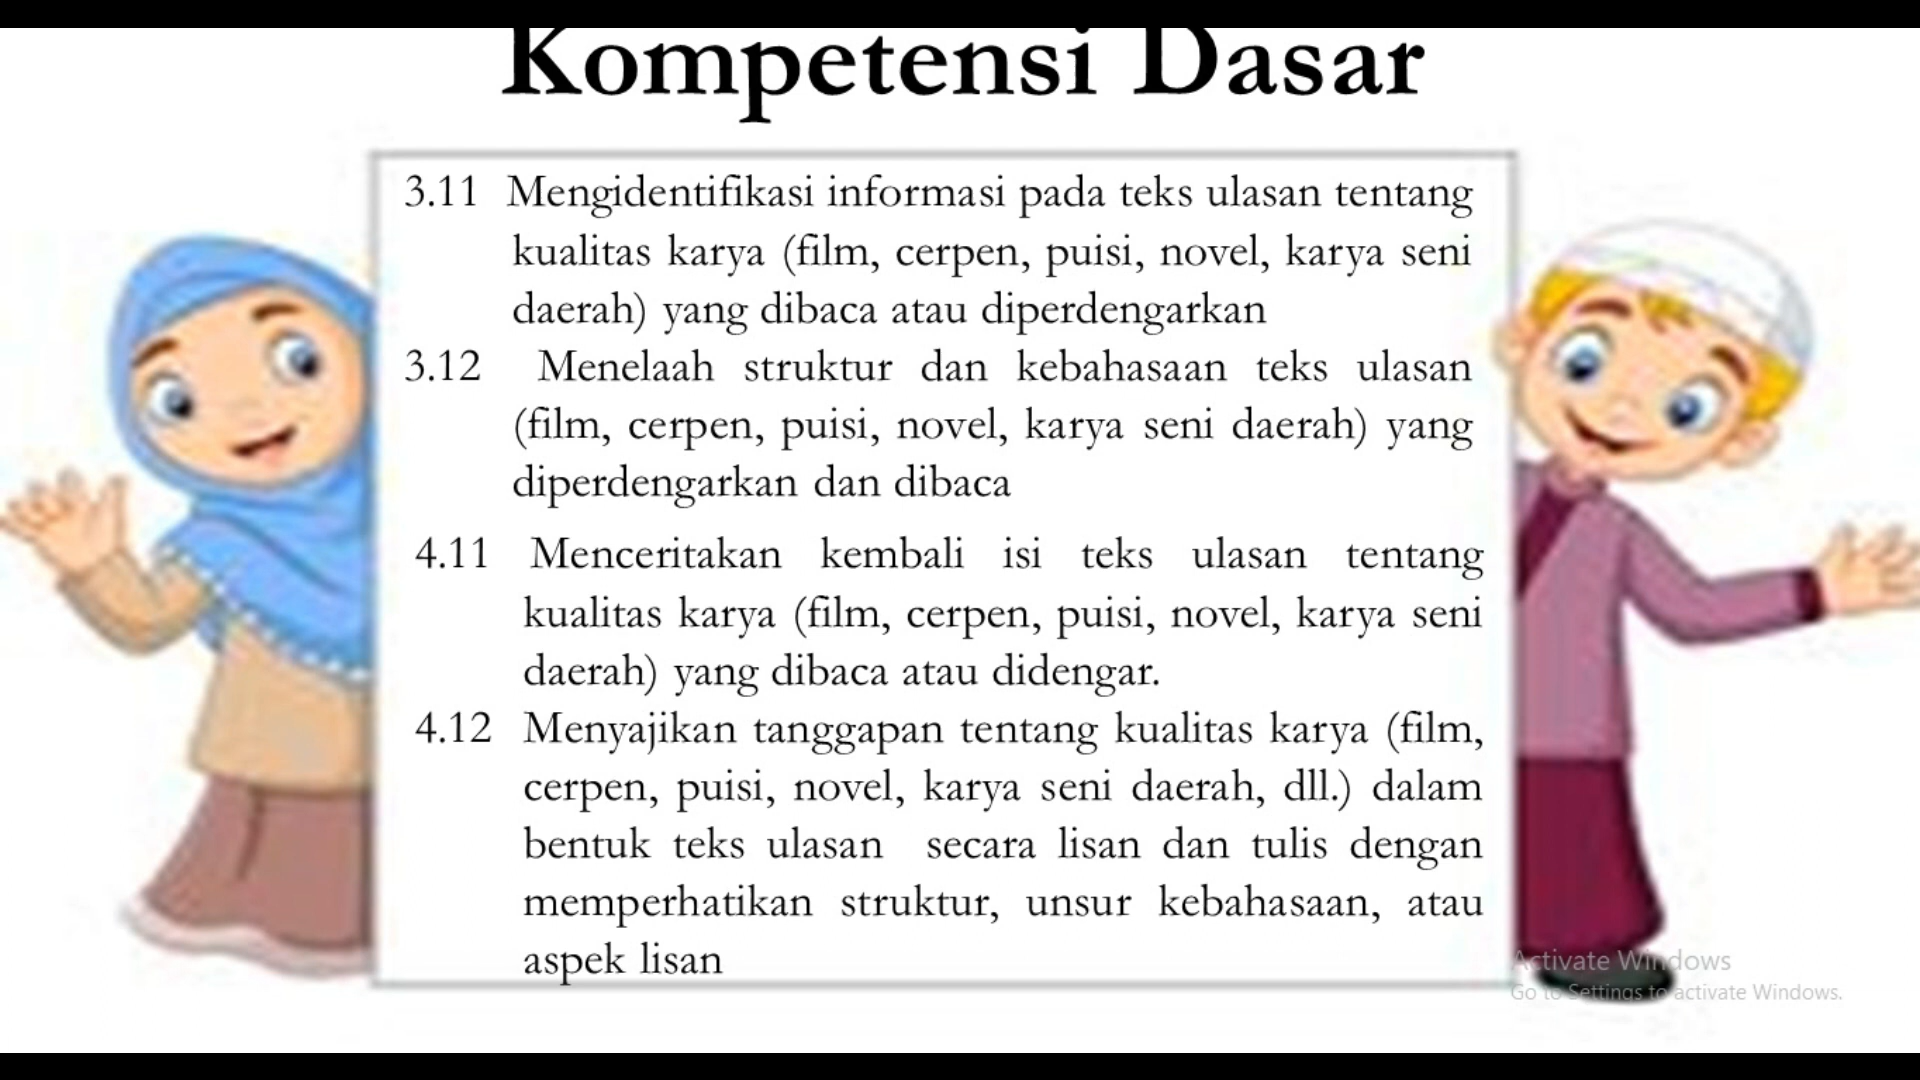 Kompetensi Dasar
3.11 Mengidentifikasi informasi pada teks ulasan tentang
kualitas karya (film, cerpen, puisi, novel, karya seni
daerah) yang dibaca atau diperdengarkan
3.12 Menelaah struktur dan kebahasaan teks ulasan
(film, cerpen, puisi, novel, karya seni daerah) yang
diperdengarkan dan dibaca
4.11 Menceritakan kembali isi teks ulasan tentang
kualitas karya (film, cerpen, puisi, novel, karya seni
daerah) yang dibaca atau didengar.
4.12 Menyajikan tanggapan tentang kualitas karya (film,
cerpen, puisi, novel, karya seni daerah, dll.) dalam
bentuk teks ulasan secara lisan dan tulis dengan
memperhatikan struktur, unsur kebahasaan, atau
aspek lisan
Activate Windows
Go to Settings to activate Windows.